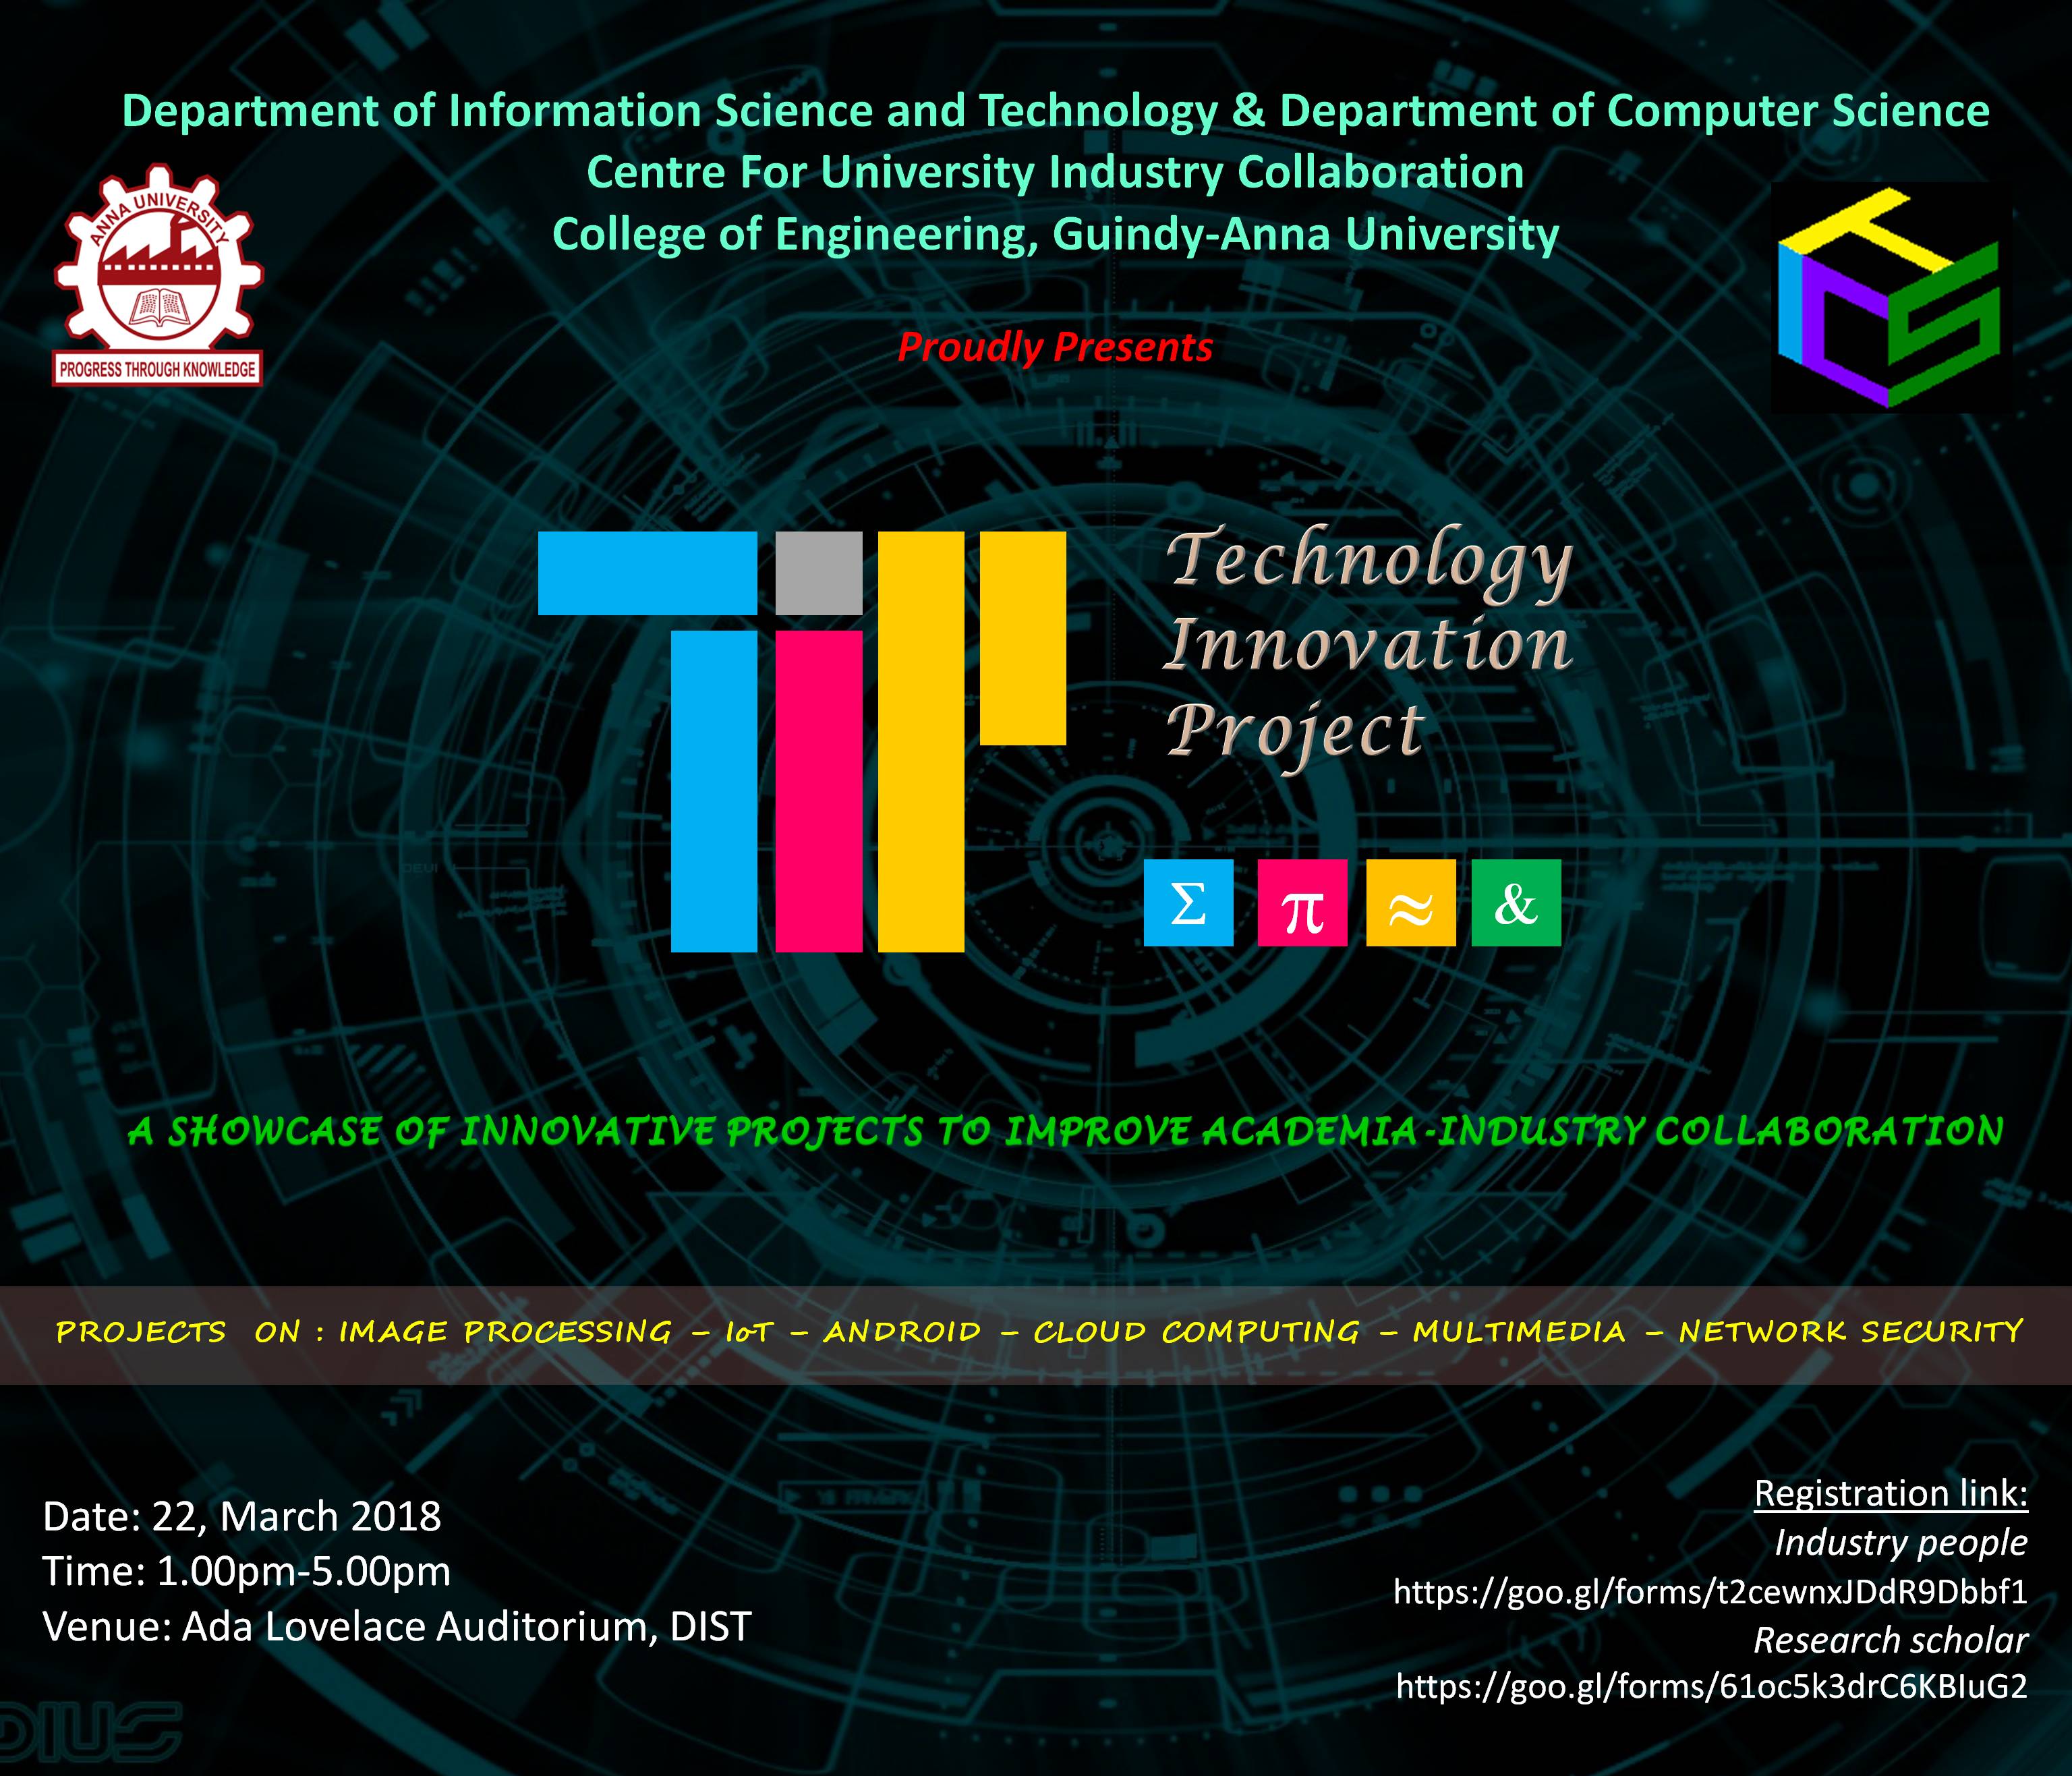 Department of Information Science and Technology & Department of Computer Science
Centre For University Industry Collaboration
College of Engineering, Guindy-Anna University
ANNA UNIVERSITY
PROGRESS THROUGH KNOWLEDGE
ICS
Proudly Presents
TiP
Technology
Innovation
Project
Σ π ≈ &
A SHOWCASE OF INNOVATIVE PROJECTS TO IMPROVE ACADEMIA-INDUSTRY COLLABORATION
PROJECTS ON : IMAGE PROCESSING – IoT – ANDROID – CLOUD COMPUTING – MULTIMEDIA – NETWORK SECURITY
Date: 22, March 2018
Time: 1.00pm-5.00pm
Venue: Ada Lovelace Auditorium, DIST
Registration link:
Industry people
https://goo.gl/forms/t2cewnxJDdR9Dbbf1
Research scholar
https://goo.gl/forms/61oc5k3drC6KBIuG2